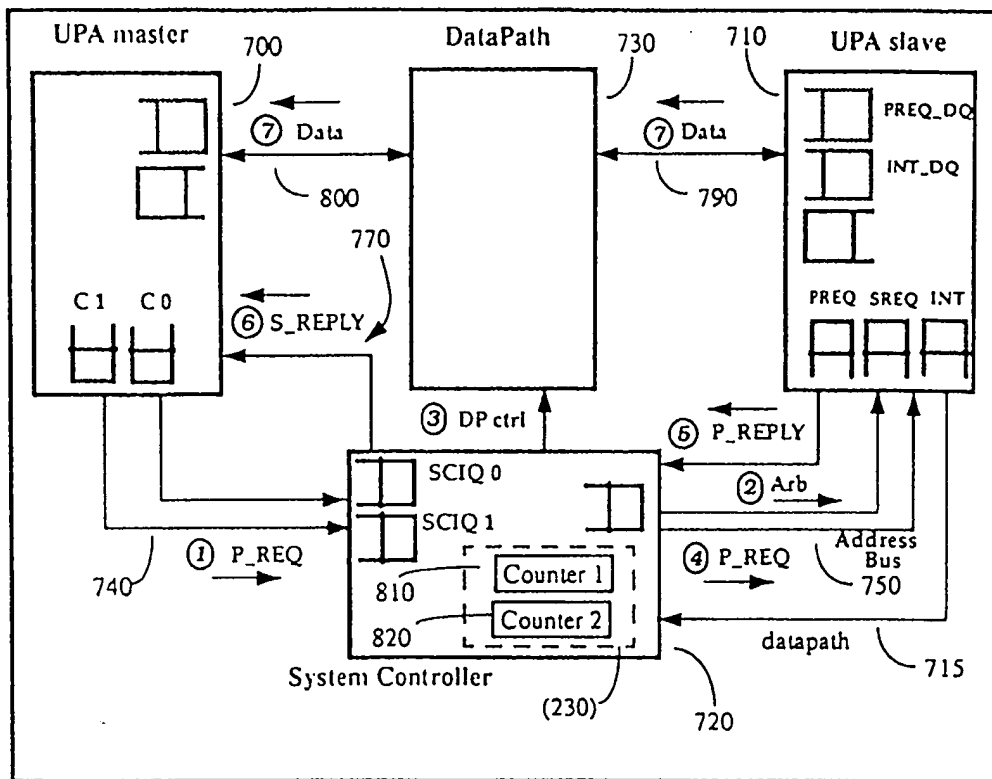 UPA master
DataPath
UPA slave
700
730
710
⑦ Data
⑦ Data
PREQ_DQ
INT_DQ
800
790
770
C 1
C 0
PREQ
SREQ
INT
⑥ S_REPLY
③ DP ctrl
⑤ P_REPLY
② Arb
SCIQ 0
SCIQ 1
Address
Bus
① P_REQ
④ P_REQ
740
750
810
Counter 1
820
Counter 2
datapath
715
System Controller
(230)
720